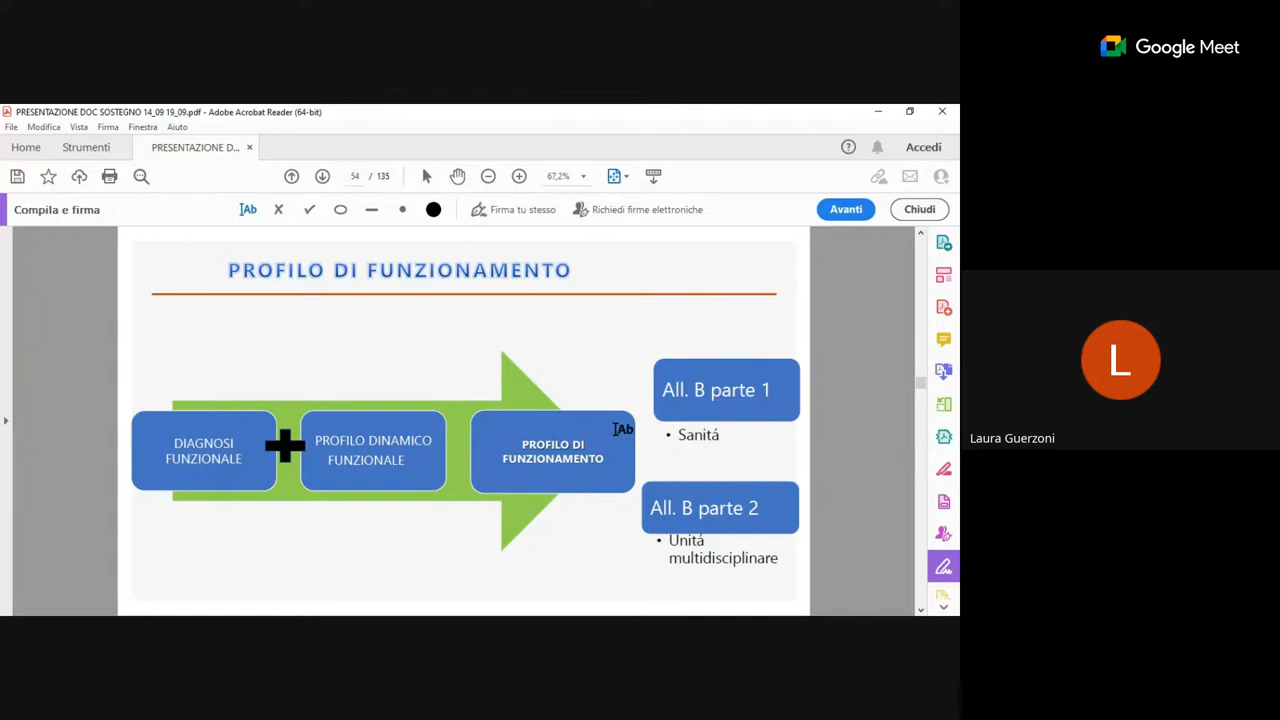 Google Meet
PRESENTAZIONE DOC SOSTEGNO 14_09 19_09.pdf - Adobe Acrobat Reader (64-bit)
File Modifica Vista Firma Finestra Aiuto
Home Strumenti PRESENTAZIONE D... × Accedi
54 / 135 67,2%
Compila e firma Ab Firma tu stesso Richiedi firme elettroniche Avanti Chiudi
PROFILO DI FUNZIONAMENTO
DIAGNOSI
FUNZIONALE
PROFILO DINAMICO
FUNZIONALE
PROFILO DI
FUNZIONAMENTO
Ab
All. B parte 1
• Sanitá
All. B parte 2
• Unitá
multidisciplinare
L
Laura Guerzoni